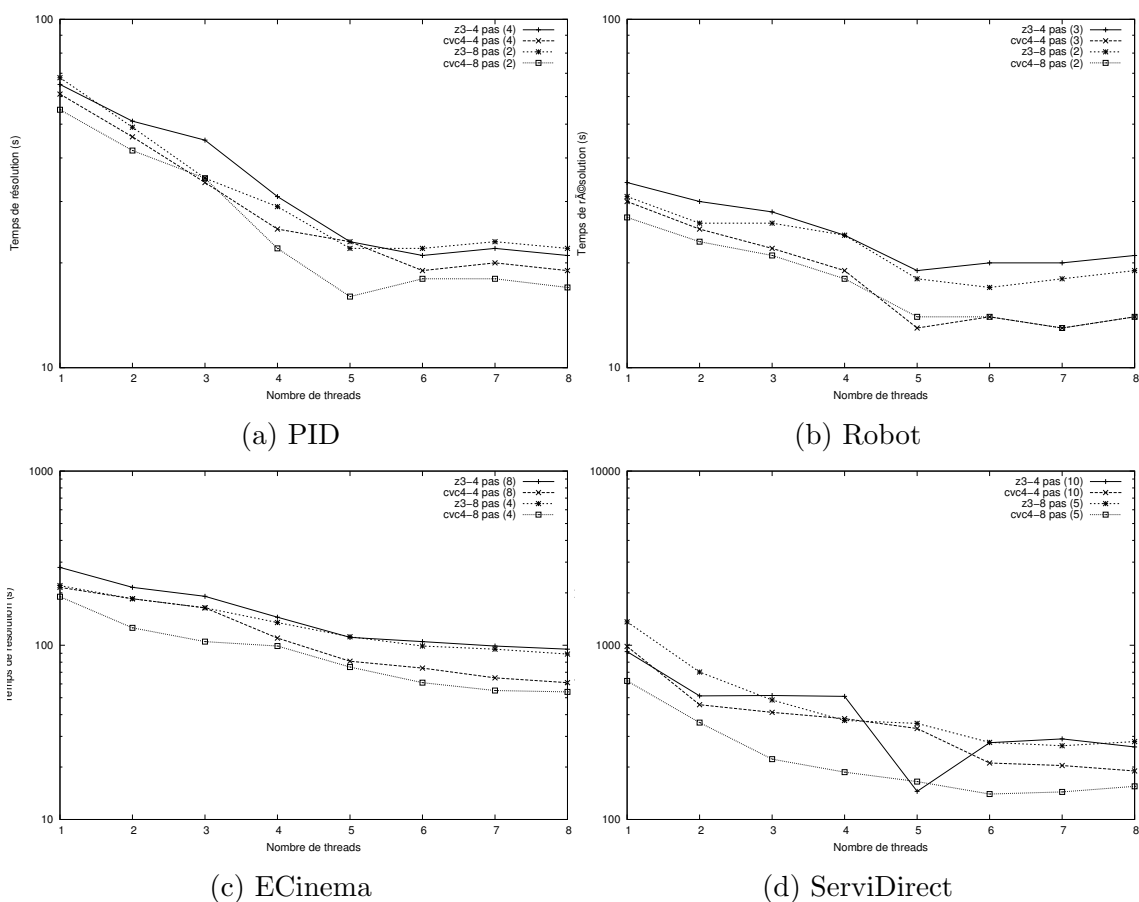 100
10
Temps de résolution (s)
z3-4 pas (4)
cvc4-4 pas (4)
z3-8 pas (2)
cvc4-8 pas (2)
1 2 3 4 5 6 7 8
Nombre de threads
(a) PID
100
10
Temps de rÃ©solution (s)
z3-4 pas (3)
cvc4-4 pas (3)
z3-8 pas (2)
cvc4-8 pas (2)
1 2 3 4 5 6 7 8
Nombre de threads
(b) Robot
1000
100
10
Temps de résolution (s)
z3-4 pas (8)
cvc4-4 pas (8)
z3-8 pas (4)
cvc4-8 pas (4)
1 2 3 4 5 6 7 8
Nombre de threads
(c) ECinema
10000
1000
100
z3-4 pas (10)
cvc4-4 pas (10)
z3-8 pas (5)
cvc4-8 pas (5)
1 2 3 4 5 6 7 8
Nombre de threads
(d) ServiDirect